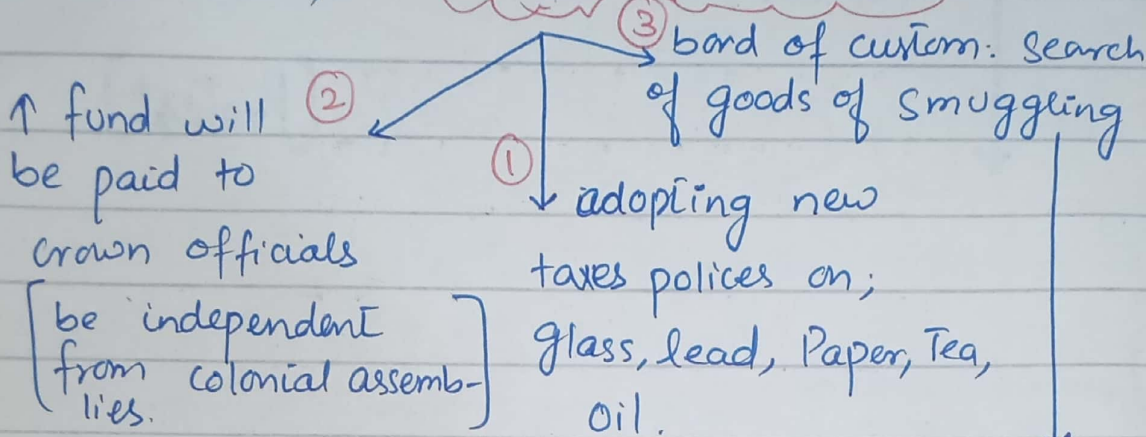 ③ bord of custom: Search
of goods of smuggling
↑ fund will ②
be paid to
crown officials
[be independent
from colonial assemb-
lies.]
① adopting new
taxes polices on;
glass, lead, Paper, Tea,
oil.